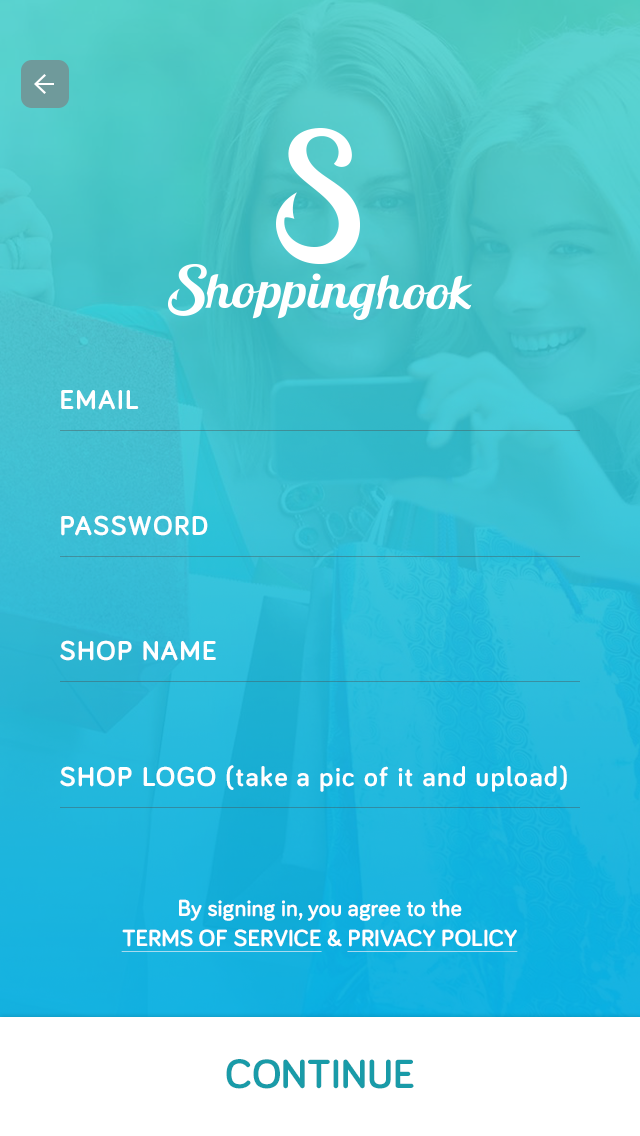 Shoppinghook
EMAIL
PASSWORD
SHOP NAME
SHOP LOGO (take a pic of it and upload)
By signing in, you agree to the
TERMS OF SERVICE & PRIVACY POLICY
CONTINUE